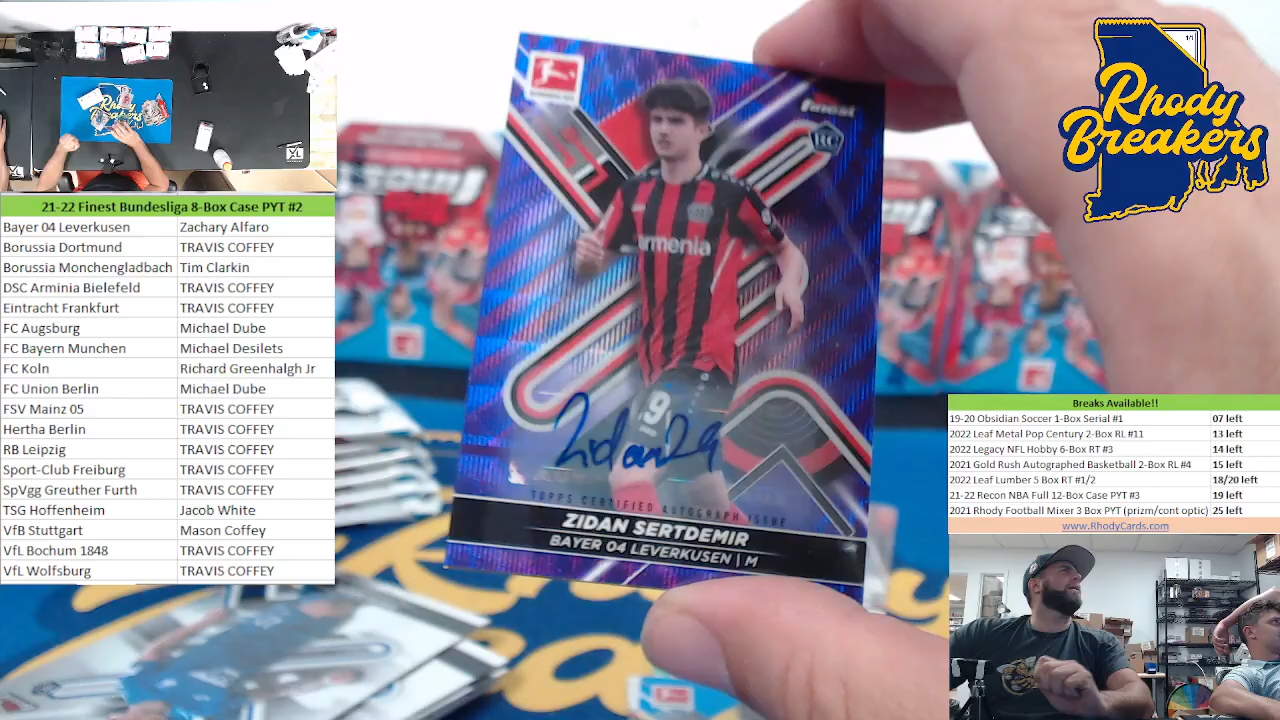 Rhody
Breakers
1/1
21-22 Finest Bundesliga 8-Box Case PYT #2
Bayer 04 Leverkusen Zachary Alfaro
Borussia Dortmund TRAVIS COFFEY
Borussia Monchengladbach Tim Clarkin
DSC Arminia Bielefeld TRAVIS COFFEY
Eintracht Frankfurt TRAVIS COFFEY
FC Augsburg Michael Dube
FC Bayern Munchen Michael Desilets
FC Koln Richard Greenhalgh Jr
FC Union Berlin Michael Dube
FSV Mainz 05 TRAVIS COFFEY
Hertha Berlin TRAVIS COFFEY
RB Leipzig TRAVIS COFFEY
Sport-Club Freiburg TRAVIS COFFEY
SpVgg Greuther Furth TRAVIS COFFEY
TSG Hoffenheim Jacob White
VfB Stuttgart Mason Coffey
VfL Bochum 1848 TRAVIS COFFEY
VfL Wolfsburg TRAVIS COFFEY
Finest
RC
armenia
19
Zidan 29
TOPPS CERTIFIED AUTOGRAPH ISSUE
ZIDAN SERTDEMIR
BAYER 04 LEVERKUSEN | M
Breaks Available!!
19-20 Obsidian Soccer 1-Box Serial #1 07 left
2022 Leaf Metal Pop Century 2-Box RL #11 13 left
2022 Legacy NFL Hobby 6-Box RT #3 14 left
2021 Gold Rush Autographed Basketball 2-Box RL #4 15 left
2022 Leaf Lumber 5 Box RT #1/2 18/20 left
21-22 Recon NBA Full 12-Box Case PYT #3 19 left
2021 Rhody Football Mixer 3 Box PYT (prizm/cont optic) 25 left
www.RhodyCards.com